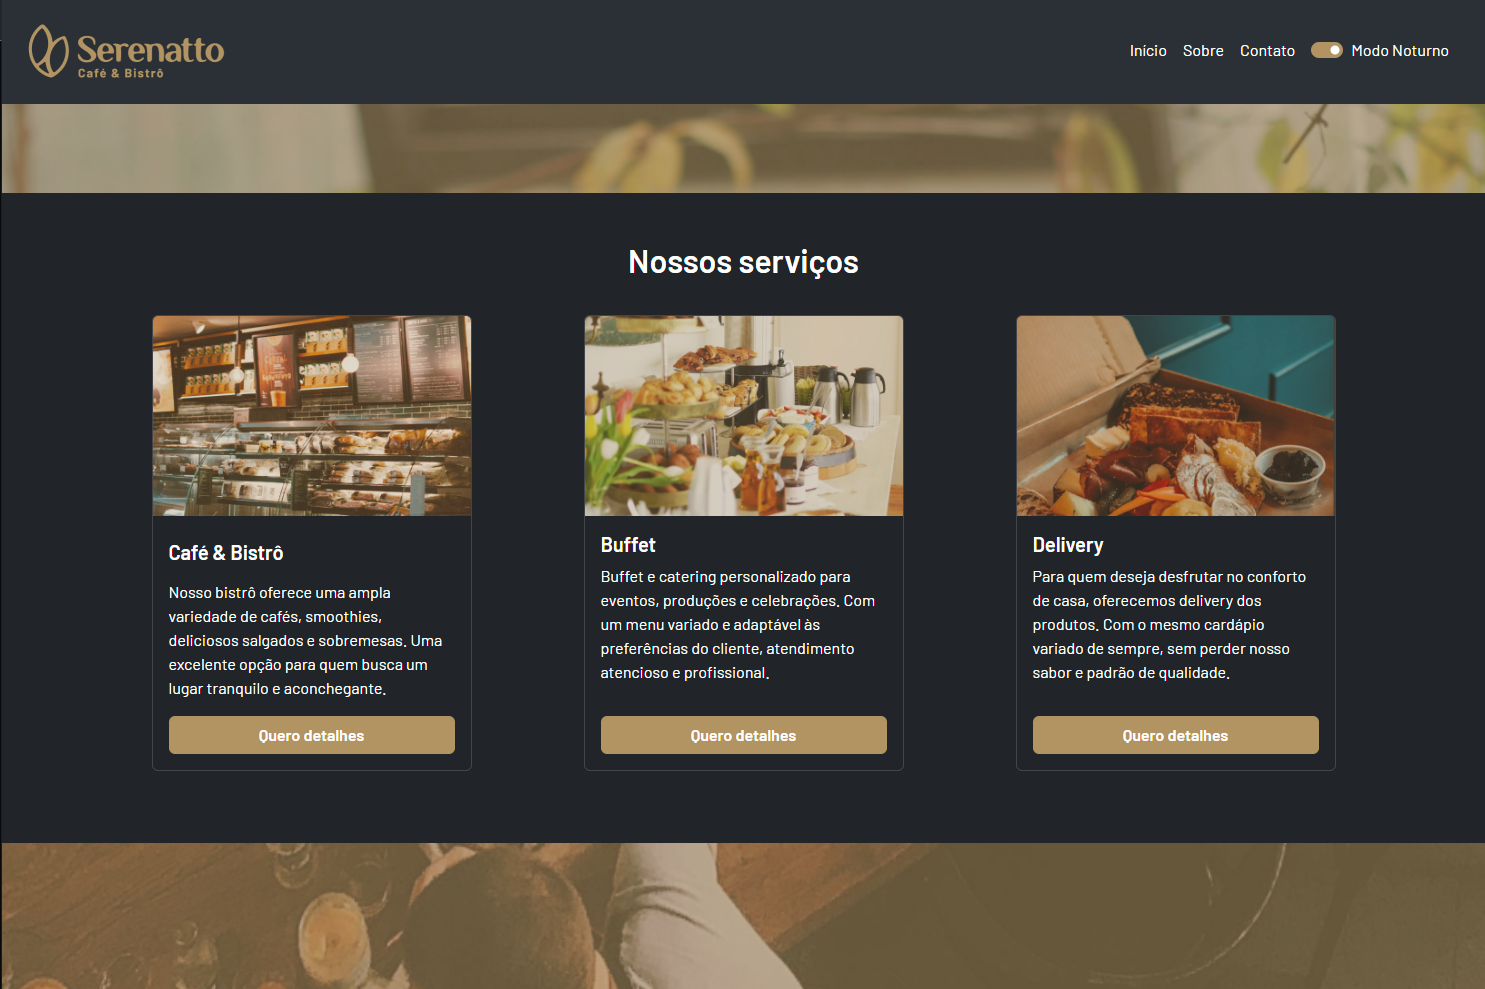 Serenatto
Café & Bistrô
Início Sobre Contato Modo Noturno
Nossos serviços
Café & Bistrô
Nosso bistrô oferece uma ampla
variedade de cafés, smoothies,
deliciosos salgados e sobremesas. Uma
excelente opção para quem busca um
lugar tranquilo e aconchegante.
Quero detalhes
Buffet
Buffet e catering personalizado para
eventos, produções e celebrações. Com
um menu variado e adaptável às
preferências do cliente, atendimento
atencioso e profissional.
Quero detalhes
Delivery
Para quem deseja desfrutar no conforto
de casa, oferecemos delivery dos
produtos. Com o mesmo cardápio
variado de sempre, sem perder nosso
sabor e padrão de qualidade.
Quero detalhes